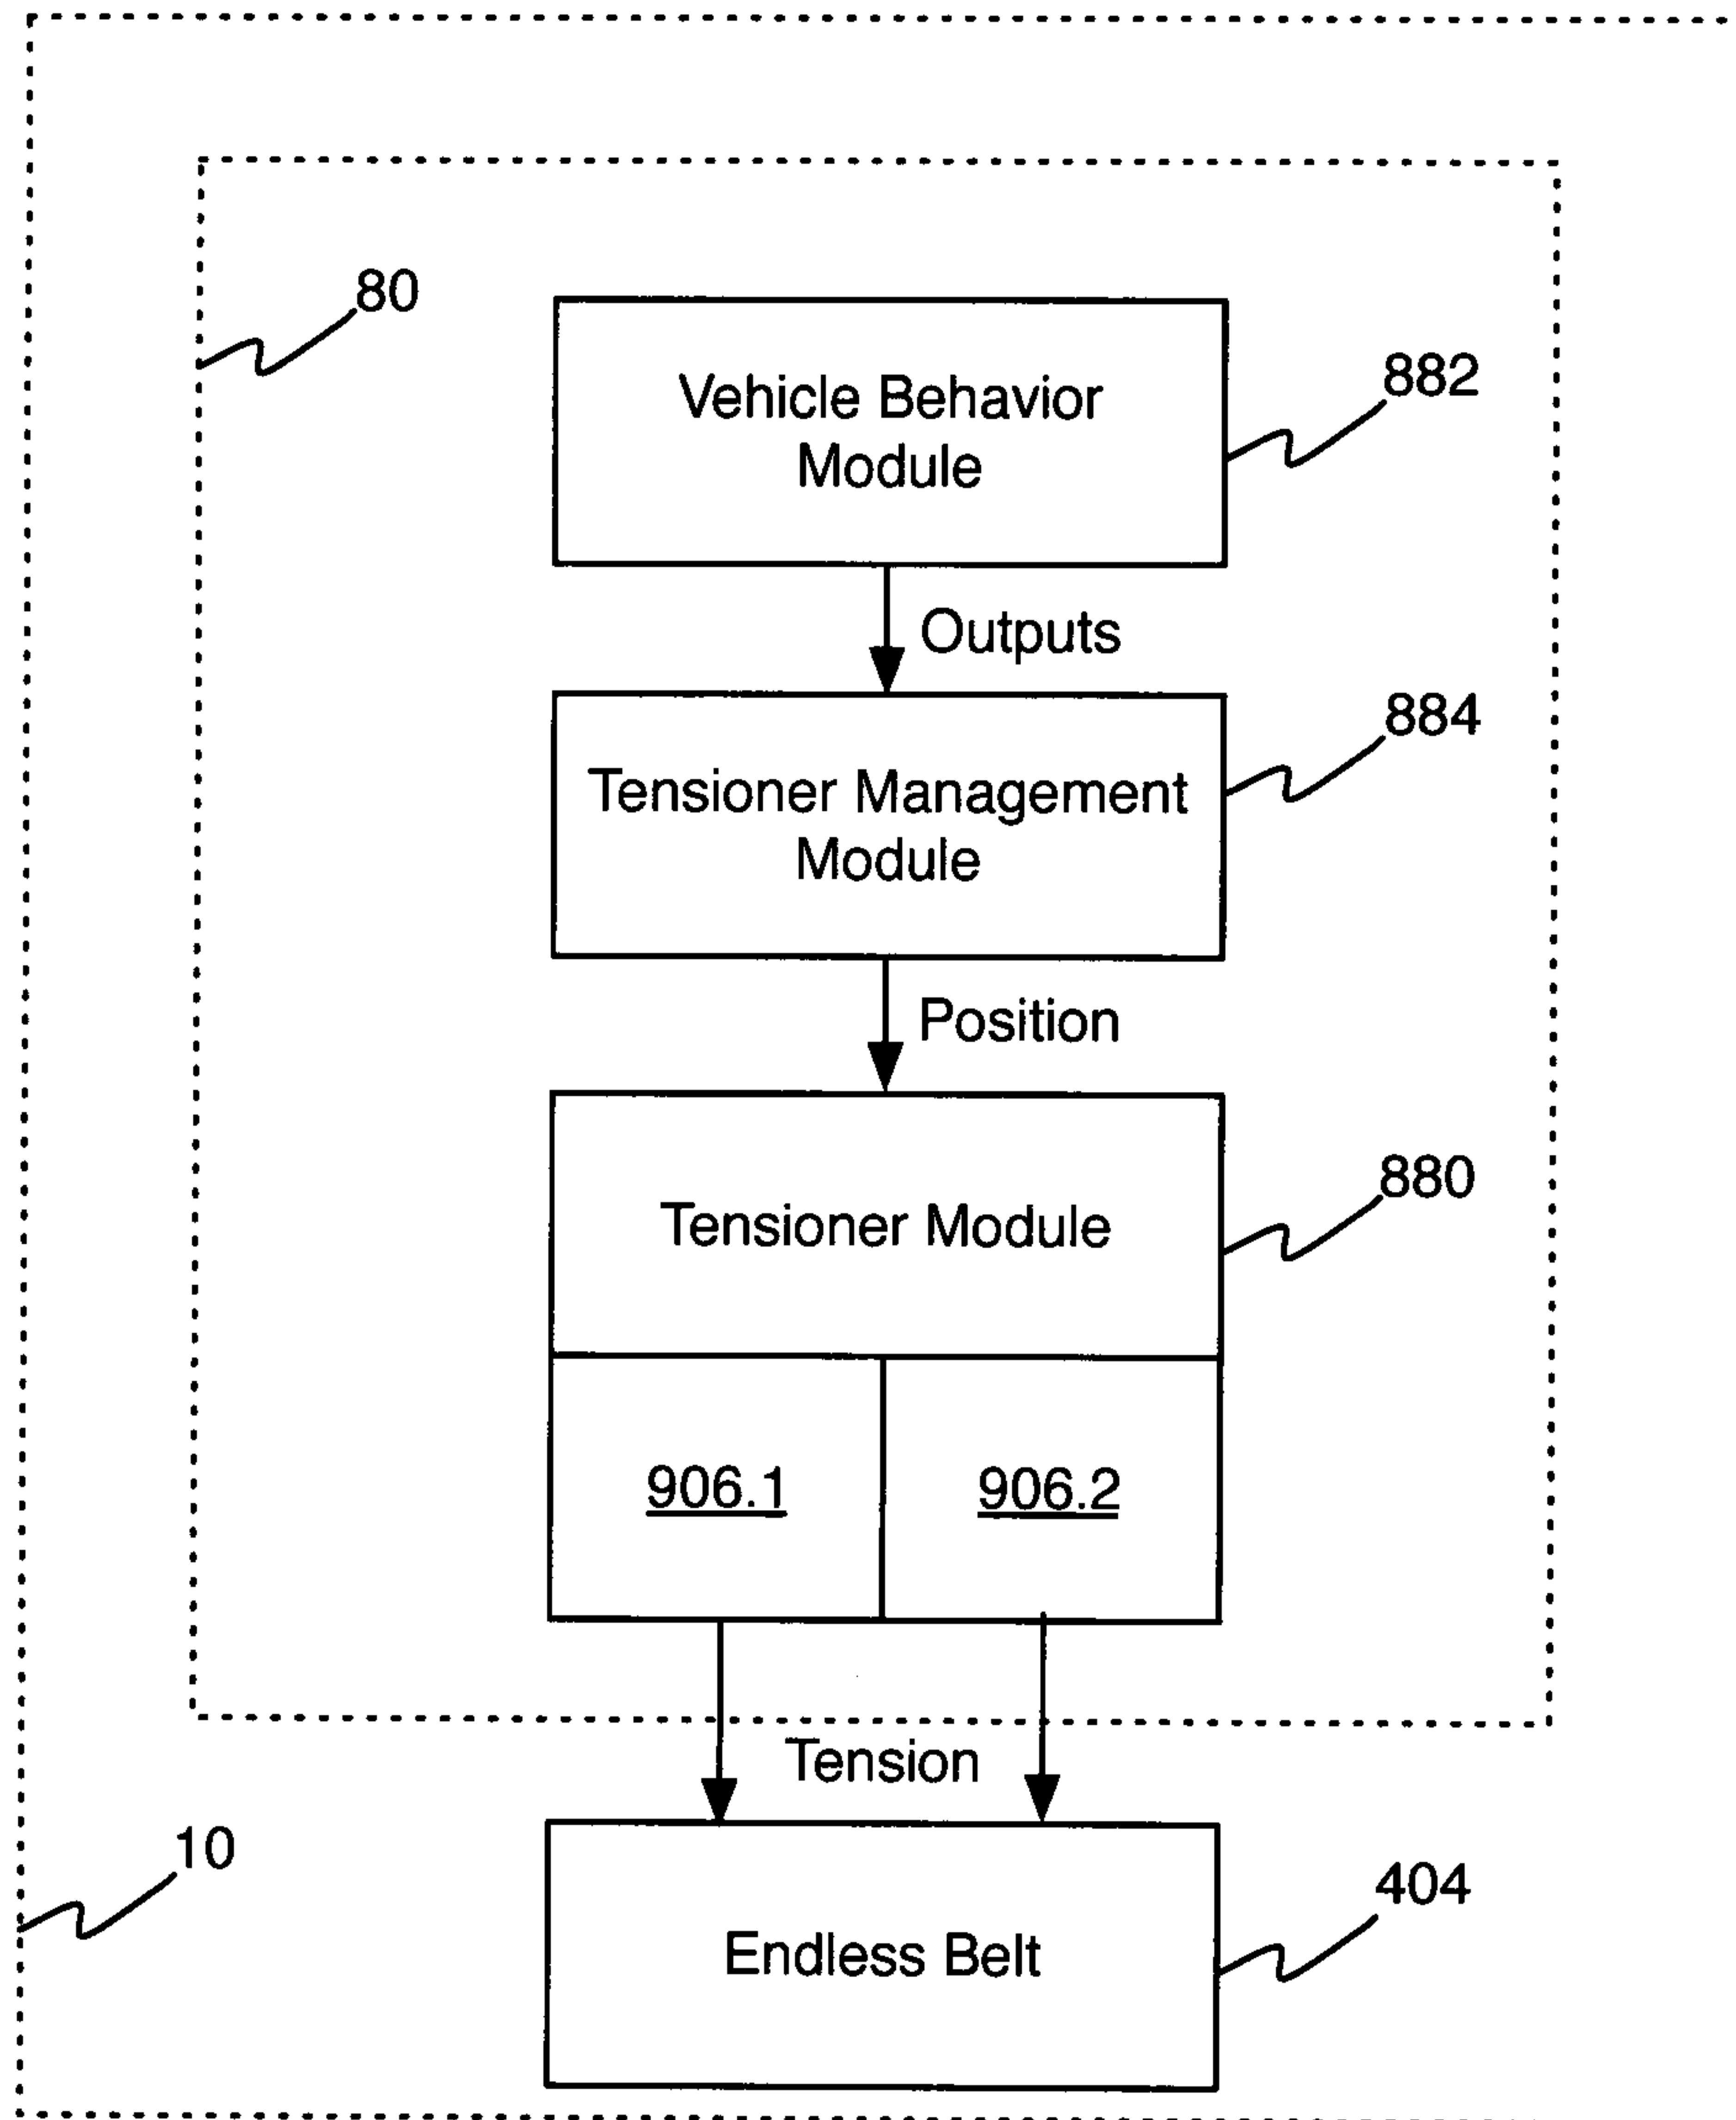 80
882
Vehicle Behavior
Module
Outputs
884
Tensioner Management
Module
Position
880
Tensioner Module
906.1
906.2
Tension
10
404
Endless Belt